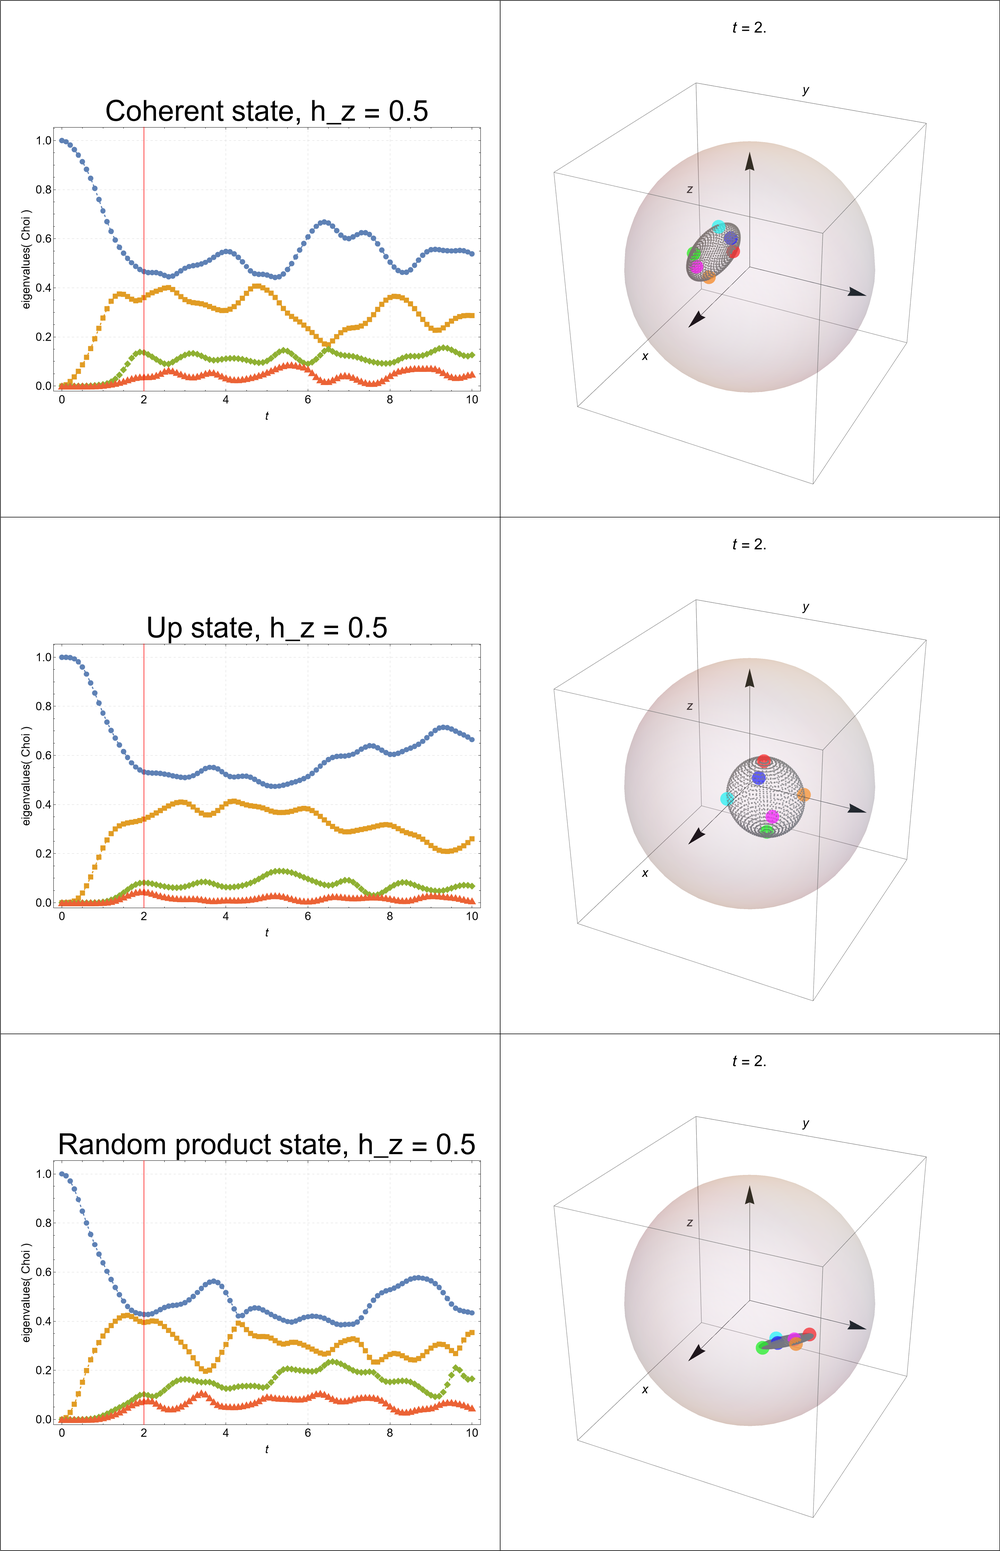 Coherent state, h_z = 0.5
eigenvalues( Choi )
1.0
0.8
0.6
0.4
0.2
0.0
0 2 4 6 8 10
t
t = 2.
y
z
x
Up state, h_z = 0.5
eigenvalues( Choi )
1.0
0.8
0.6
0.4
0.2
0.0
0 2 4 6 8 10
t
t = 2.
y
z
x
Random product state, h_z = 0.5
eigenvalues( Choi )
1.0
0.8
0.6
0.4
0.2
0.0
0 2 4 6 8 10
t
t = 2.
y
z
x